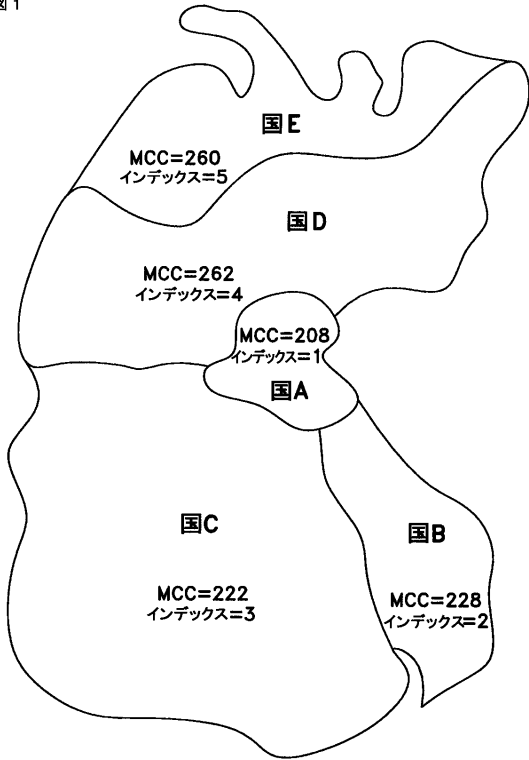 図1
国E
MCC=260
インデックス=5
国D
MCC=262
インデックス=4
MCC=208
インデックス=1
国A
国C
国B
MCC=222
インデックス=3
MCC=228
インデックス=2